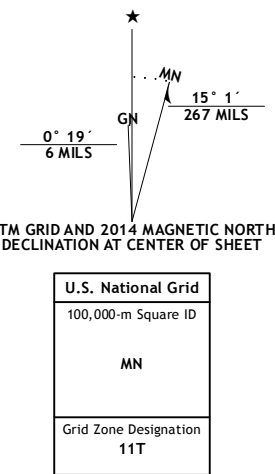 ★
MN
GN
15° 1´
267 MILS
0° 19´
6 MILS
TM GRID AND 2014 MAGNETIC NORTH
DECLINATION AT CENTER OF SHEET
U.S. National Grid
100,000-m Square ID
MN
Grid Zone Designation
11T